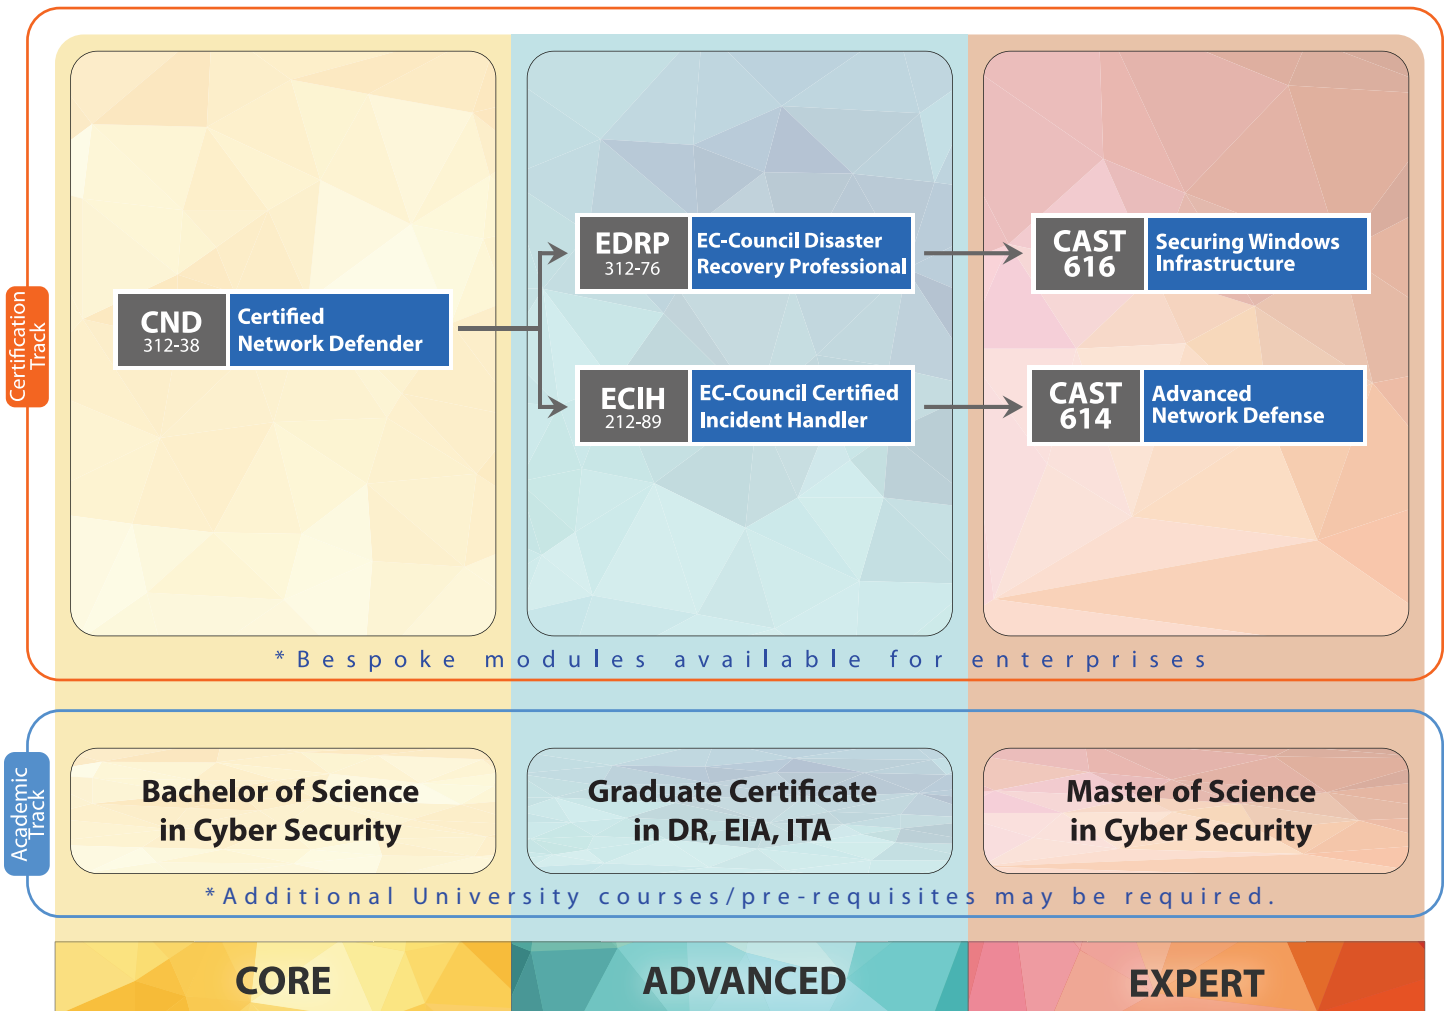 Certification
Track
CND
312-38
Certified
Network Defender
EDRP
312-76
EC-Council Disaster
Recovery Professional
ECIH
212-89
EC-Council Certified
Incident Handler
CAST
616
Securing Windows
Infrastructure
CAST
614
Advanced
Network Defense
*Bespoke modules available for enterprises
Academic
Track
Bachelor of Science
in Cyber Security
Graduate Certificate
in DR, EIA, ITA
Master of Science
in Cyber Security
*Additional University courses/pre-requisites may be required.
CORE
ADVANCED
EXPERT